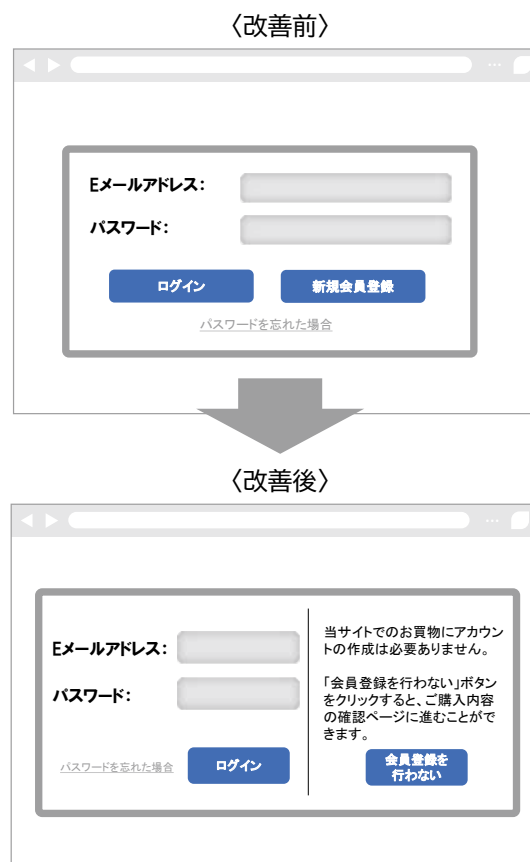 〈改善前〉
…
Eメールアドレス：
パスワード：
ログイン
新規会員登録
パスワードを忘れた場合
〈改善後〉
…
Eメールアドレス：
パスワード：
パスワードを忘れた場合
ログイン
当サイトでのお買物にアカウン
トの作成は必要ありません。
「会員登録を行わない」ボタン
をクリックすると、ご購入内容
の確認ページに進むことがで
きます。
会員登録を
行わない